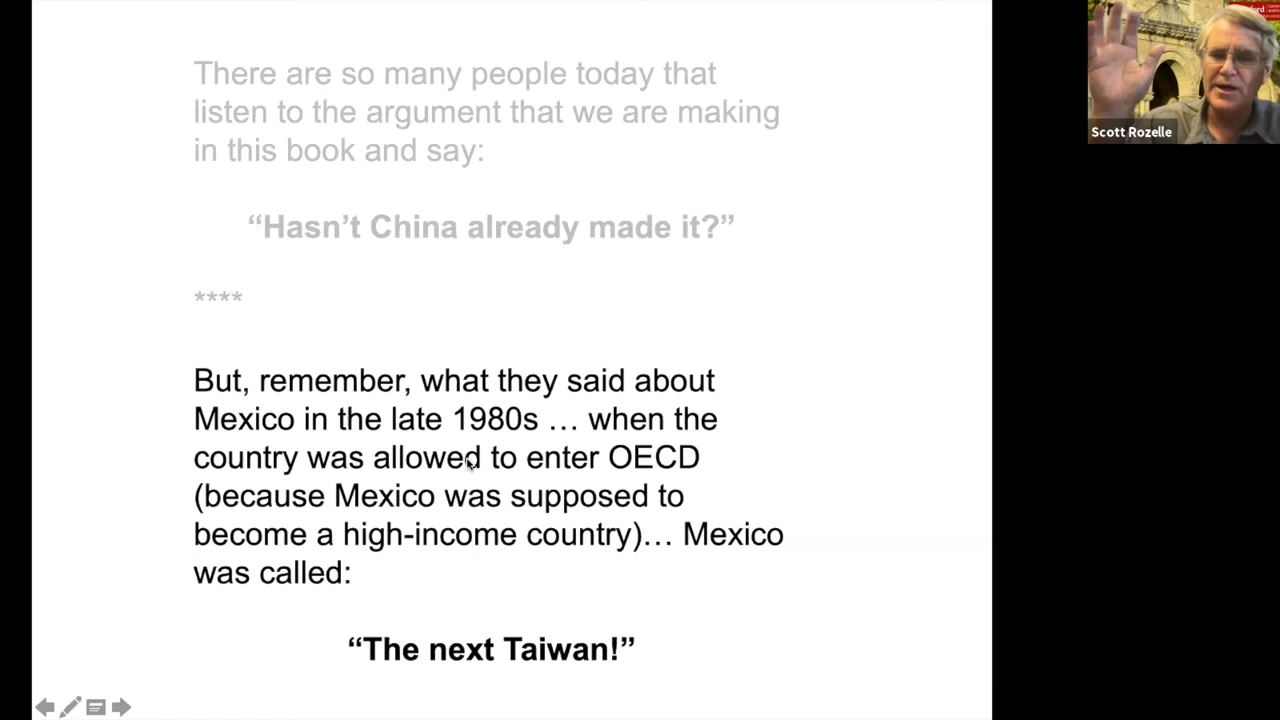 There are so many people today that
listen to the argument that we are making
in this book and say:
“Hasn’t China already made it?”
****
But, remember, what they said about
Mexico in the late 1980s … when the
country was allowed to enter OECD
(because Mexico was supposed to
become a high-income country)… Mexico
was called:
“The next Taiwan!”
Scott Rozelle